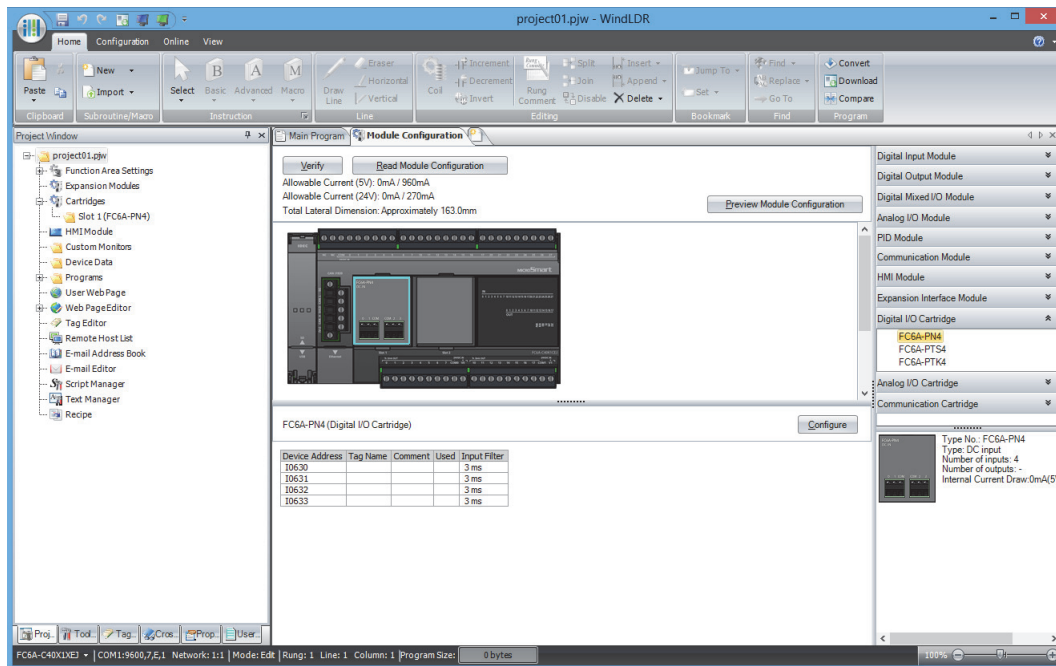 project01.pjw - WindLDR
Home Configuration Online View
Paste
New
Import
Select Basic Advanced Macro
Draw Line
Eraser
Horizontal
Vertical
Coil
Increment
Decrement
Invert
Rung Comment
Split
Join
Disable
Insert
Append
Delete
Jump To
Set
Find
Replace
Go To
Convert
Download
Compare
Clipboard Subroutine/Macro Instruction Line Editing Bookmark Find Program
Project Window
Main Program Module Configuration
project01.pjw
Function Area Settings
Expansion Modules
Cartridges
Slot 1 (FC6A-PN4)
HMI Module
Custom Monitors
Device Data
Programs
User Web Page
Web Page Editor
Tag Editor
Remote Host List
E-mail Address Book
E-mail Editor
Script Manager
Text Manager
Recipe
Verify Read Module Configuration
Allowable Current (5V): 0mA / 960mA
Allowable Current (24V): 0mA / 270mA
Total Lateral Dimension: Approximately 163.0mm
Preview Module Configuration
FC6A-PN4 (Digital I/O Cartridge)
Configure
Device Address Tag Name Comment Used Input Filter
I0630 3 ms
I0631 3 ms
I0632 3 ms
I0633 3 ms
Digital Input Module
Digital Output Module
Digital Mixed I/O Module
Analog I/O Module
PID Module
Communication Module
HMI Module
Expansion Interface Module
Digital I/O Cartridge
FC6A-PN4
FC6A-PTS4
FC6A-PTK4
Analog I/O Cartridge
Communication Cartridge
Type No.: FC6A-PN4
Type: DC input
Number of inputs: 4
Number of outputs: -
Internal Current Draw:0mA(5
Proj... Tool... Tag... Cros... Prop... User...
FC6A-C40X1XEJ COM1:9600,7,E,1 Network: 1:1 Mode: Edit Rung: 1 Line: 1 Column: 1 Program Size: 0 bytes 100%